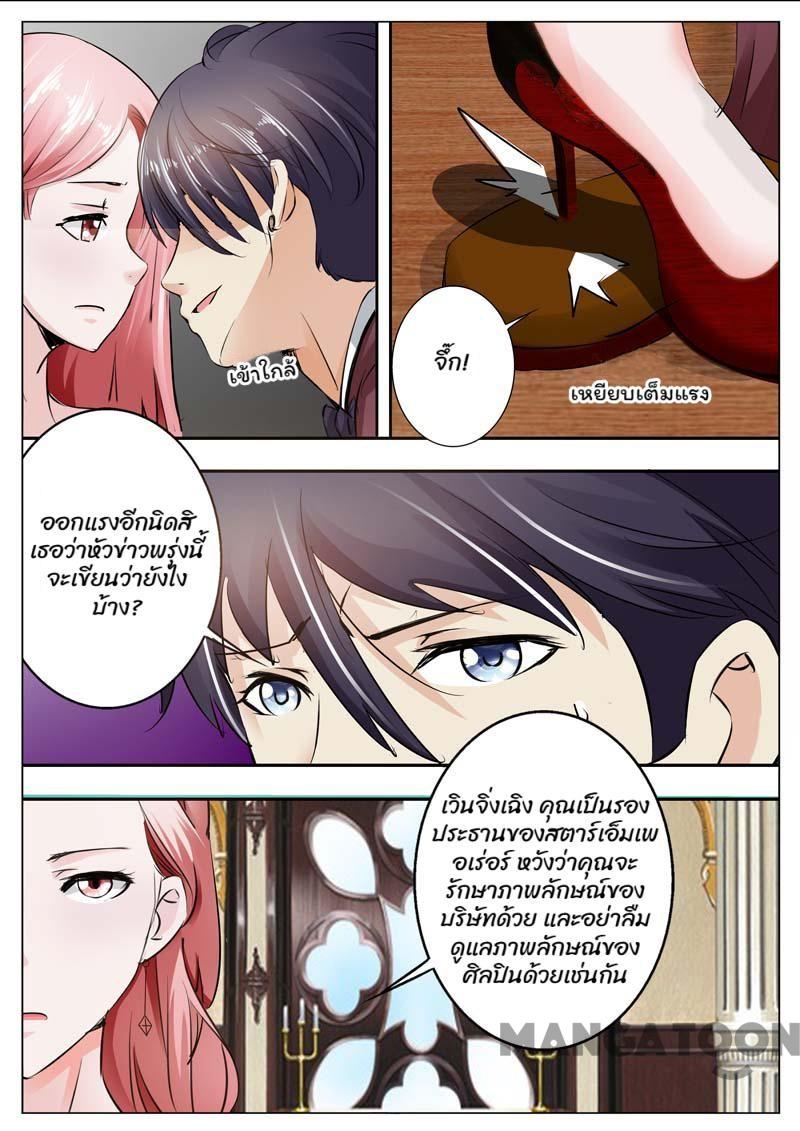 เข้าใกล้
จึ๊ก!
เหยียบเต็มแรง
ออกแรงอีกนิดสิ
เธอว่าหัวข่าวพรุ่งนี้
จะเขียนว่ายังไง
บ้าง?
เวินจิ่งเฉิง คุณเป็นรอง
ประธานของสตาร์เอ็มเพ
อเร่อร์ หวังว่าคุณจะ
รักษาภาพลักษณ์ของ
บริษัทด้วย และอย่าลืม
ดูแลภาพลักษณ์ของ
ศิลปินด้วยเช่นกัน
MANGATOON